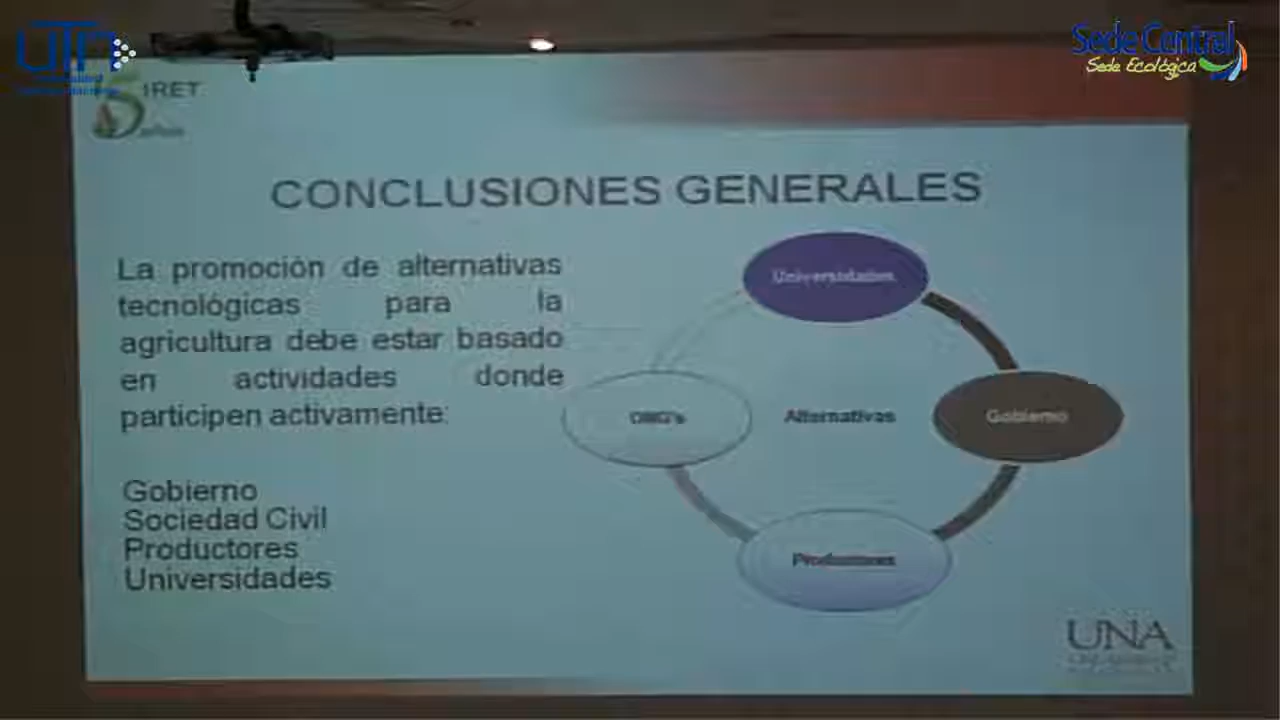 UTN
Sede Central
Sede Ecológica
IRET
CONCLUSIONES GENERALES
La promoción de alternativas
tecnológicas para la
agricultura debe estar basado
en actividades donde
participen activamente:
Gobierno
Sociedad Civil
Productores
Universidades
Universidades
Gobierno
Productores
ONG's
Alternativas
UNA